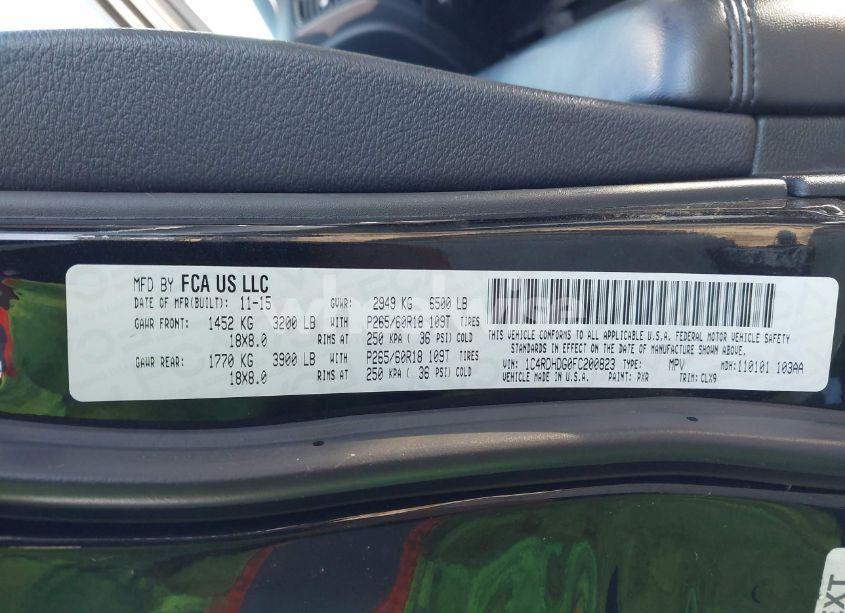 MFD BY FCA US LLC
DATE OF MFR(BUILT): 11-15 GVWR: 2949 KG 6500 LB
GAWR FRONT: 1452 KG 3200 LB WITH P265/60R18 109T TIRES
18X8.0 RIMS AT 250 KPA ( 36 PSI) COLD
GAWR REAR: 1770 KG 3900 LB WITH P265/60R18 109T TIRES
18X8.0 RIMS AT 250 KPA ( 36 PSI) COLD
THIS VEHICLE CONFORMS TO ALL APPLICABLE U.S.A. FEDERAL MOTOR VEHICLE SAFETY
STANDARDS IN EFFECT ON THE DATE OF MANUFACTURE SHOWN ABOVE.
VIN: 1C4RDHDG0FC200823 TYPE: MPV MDH:110101 103AA
VEHICLE MADE IN U.S.A. PAINT: PXR TRIM:CLX9
EXT